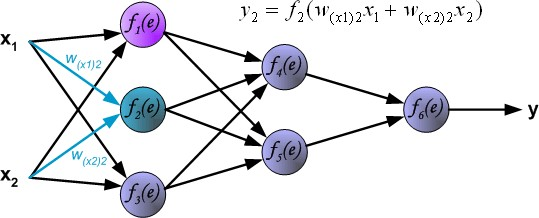 y₂ = f₂(w₍ₓ₁₎₂x₁ + w₍ₓ₂₎₂x₂)
f₁(e)
x₁
w₍ₓ₁₎₂
f₄(e)
f₂(e)
f₆(e)
y
w₍ₓ₂₎₂
f₅(e)
x₂
f₃(e)